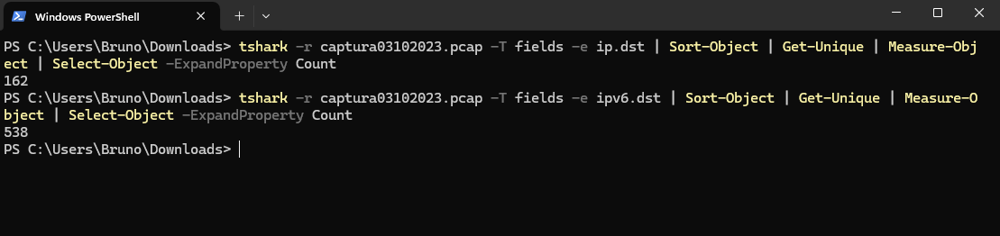 Windows PowerShell
PS C:\Users\Bruno\Downloads> tshark -r captura03102023.pcap -T fields -e ip.dst | Sort-Object | Get-Unique | Measure-Obj
ect | Select-Object -ExpandProperty Count
162
PS C:\Users\Bruno\Downloads> tshark -r captura03102023.pcap -T fields -e ipv6.dst | Sort-Object | Get-Unique | Measure-O
bject | Select-Object -ExpandProperty Count
538
PS C:\Users\Bruno\Downloads>